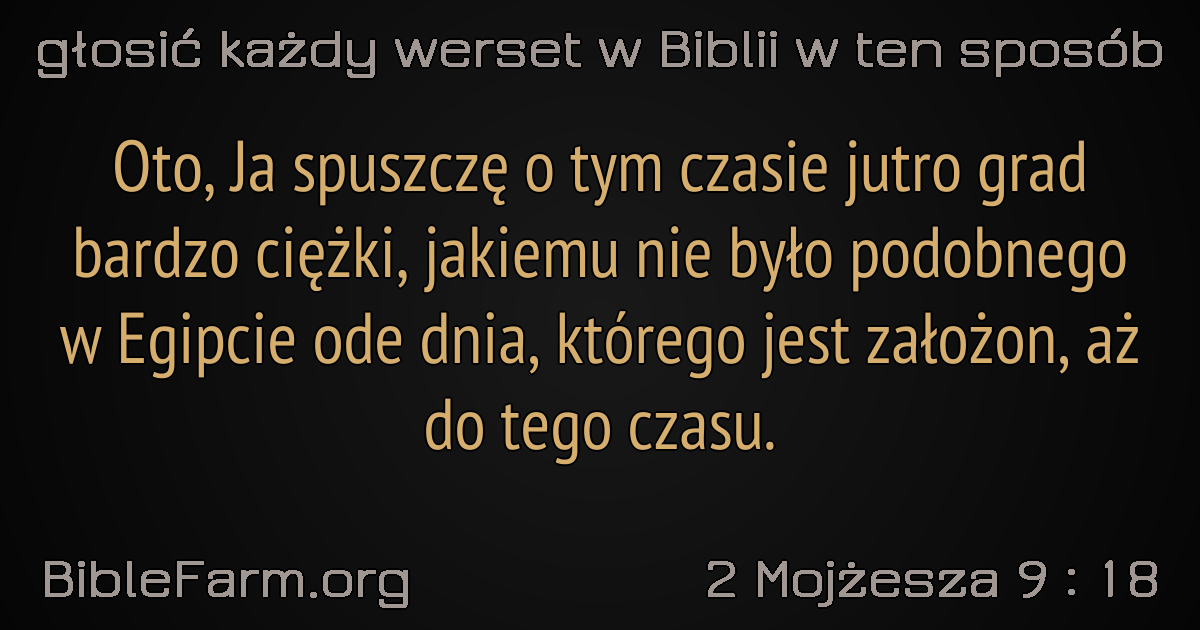 głosić każdy werset w Biblii w ten sposób
Oto, Ja spuszczę o tym czasie jutro grad
bardzo ciężki, jakiemu nie było podobnego
w Egipcie ode dnia, którego jest założon, aż
do tego czasu.
BibleFarm.org
2 Mojżesza 9 : 18